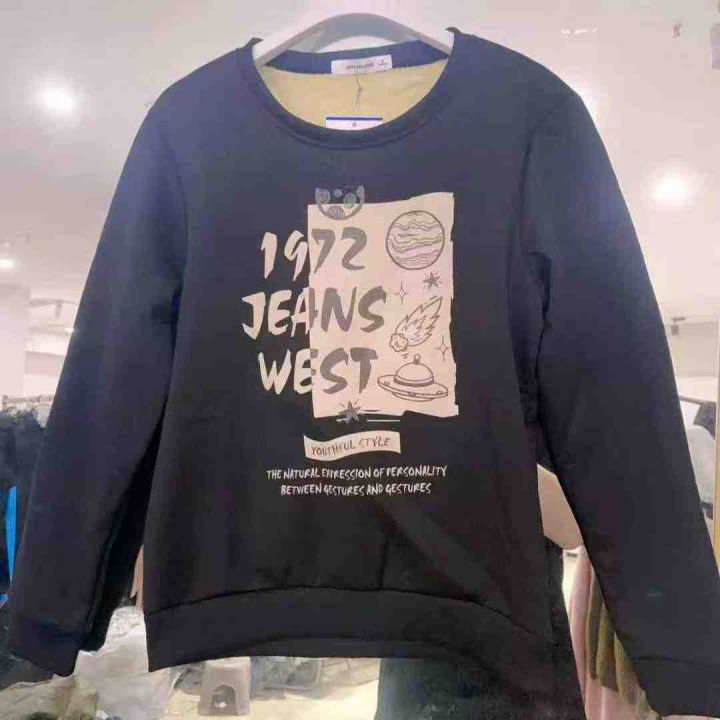 1972
JEANS
WEST
YOUTHFUL STYLE
THE NATURAL EXPRESSION OF PERSONALITY
BETWEEN GESTURES AND GESTURES